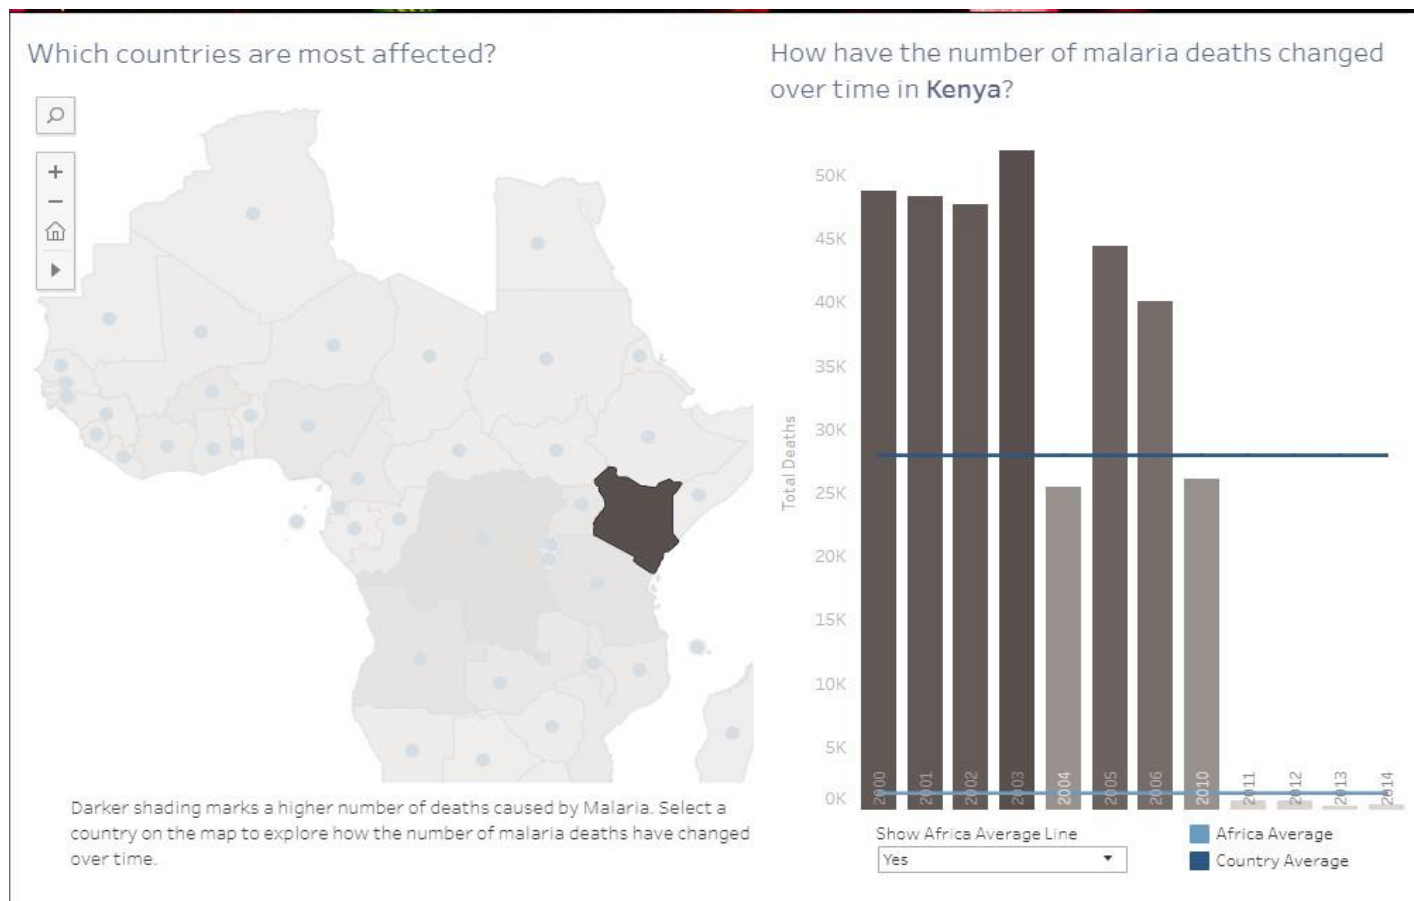 Which countries are most affected?
How have the number of malaria deaths changed
over time in Kenya?
50K
45K
40K
35K
30K
25K
20K
15K
10K
5K
0K
Total Deaths
2000
2001
2002
2003
2004
2005
2006
2010
2011
2012
2013
2014
Darker shading marks a higher number of deaths caused by Malaria. Select a
country on the map to explore how the number of malaria deaths have changed
over time.
Show Africa Average Line
Yes
Africa Average
Country Average